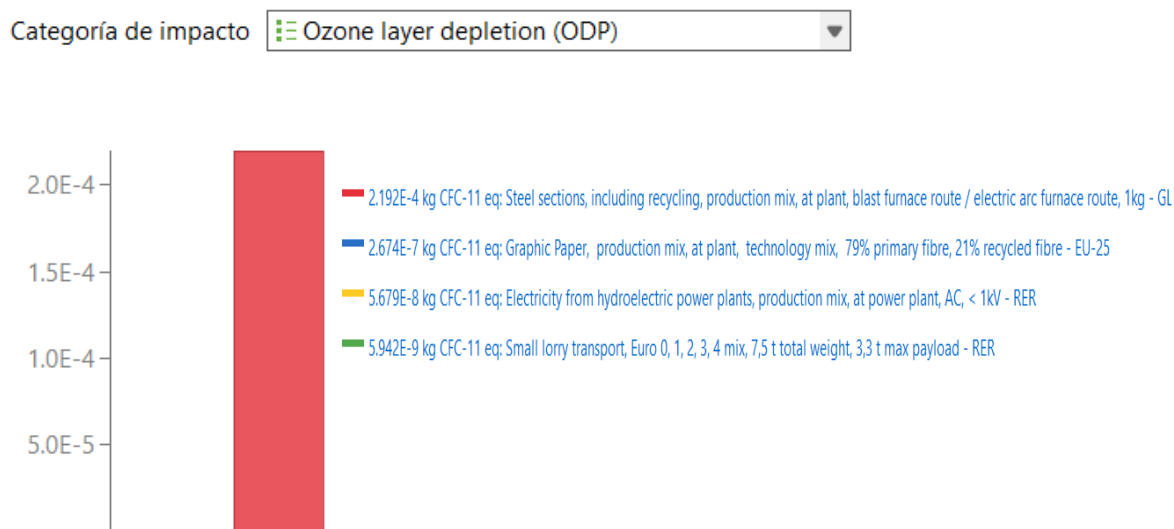 Categoría de impacto Ozone layer depletion (ODP)
2.0E-4
2.192E-4 kg CFC-11 eq: Steel sections, including recycling, production mix, at plant, blast furnace route / electric arc furnace route, 1kg - GL
2.674E-7 kg CFC-11 eq: Graphic Paper, production mix, at plant, technology mix, 79% primary fibre, 21% recycled fibre - EU-25
1.5E-4
5.679E-8 kg CFC-11 eq: Electricity from hydroelectric power plants, production mix, at power plant, AC, < 1kV - RER
5.942E-9 kg CFC-11 eq: Small lorry transport, Euro 0, 1, 2, 3, 4 mix, 7,5 t total weight, 3,3 t max payload - RER
1.0E-4
5.0E-5